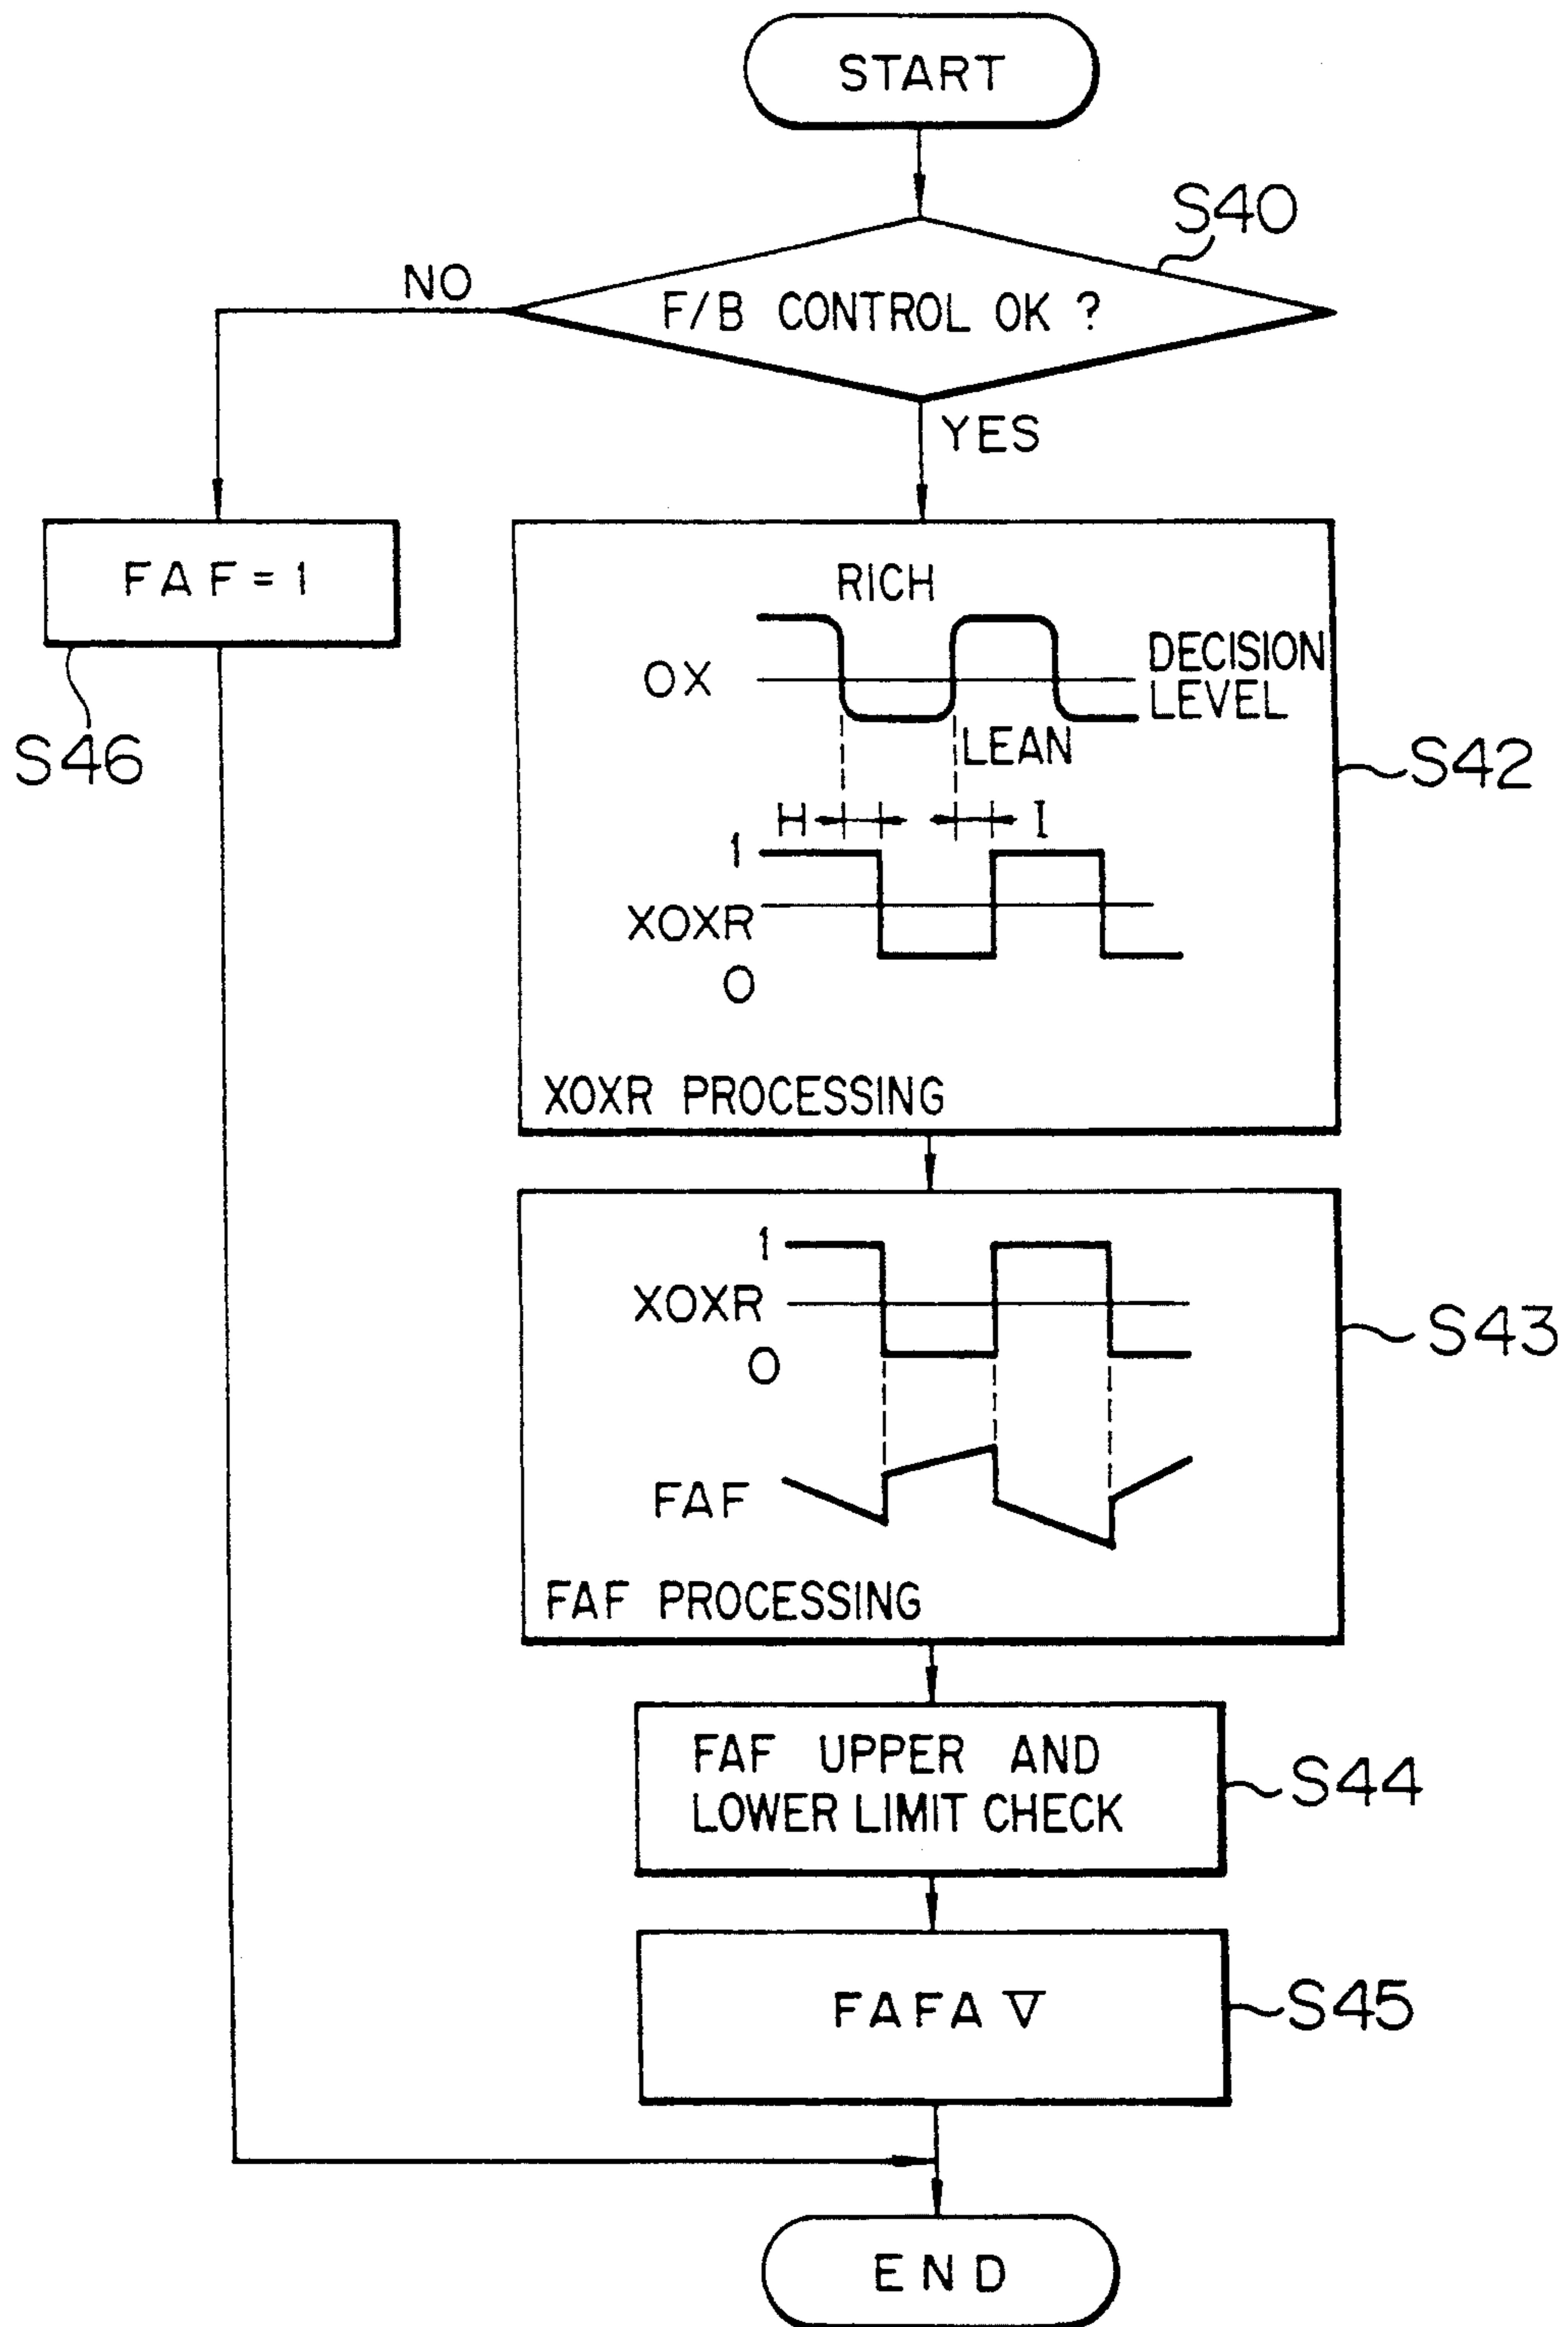 START
S40
NO
F/B CONTROL OK ?
YES
FAF=1
S46
RICH
OX
DECISION
LEVEL
LEAN
S42
H
I
1
XOXR
0
XOXR PROCESSING
1
XOXR
0
S43
FAF
FAF PROCESSING
FAF UPPER AND
LOWER LIMIT CHECK
S44
FAFAV
S45
END